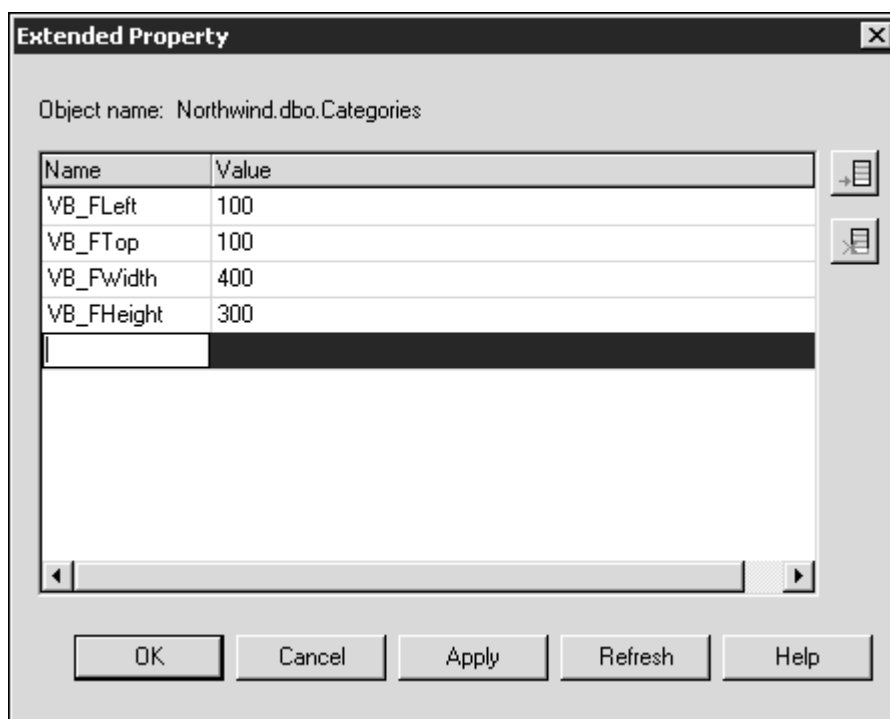 Extended Property
Object name: Northwind.dbo.Categories
Name Value
VB_FLeft 100
VB_FTop 100
VB_FWidth 400
VB_FHeight 300
OK Cancel Apply Refresh Help